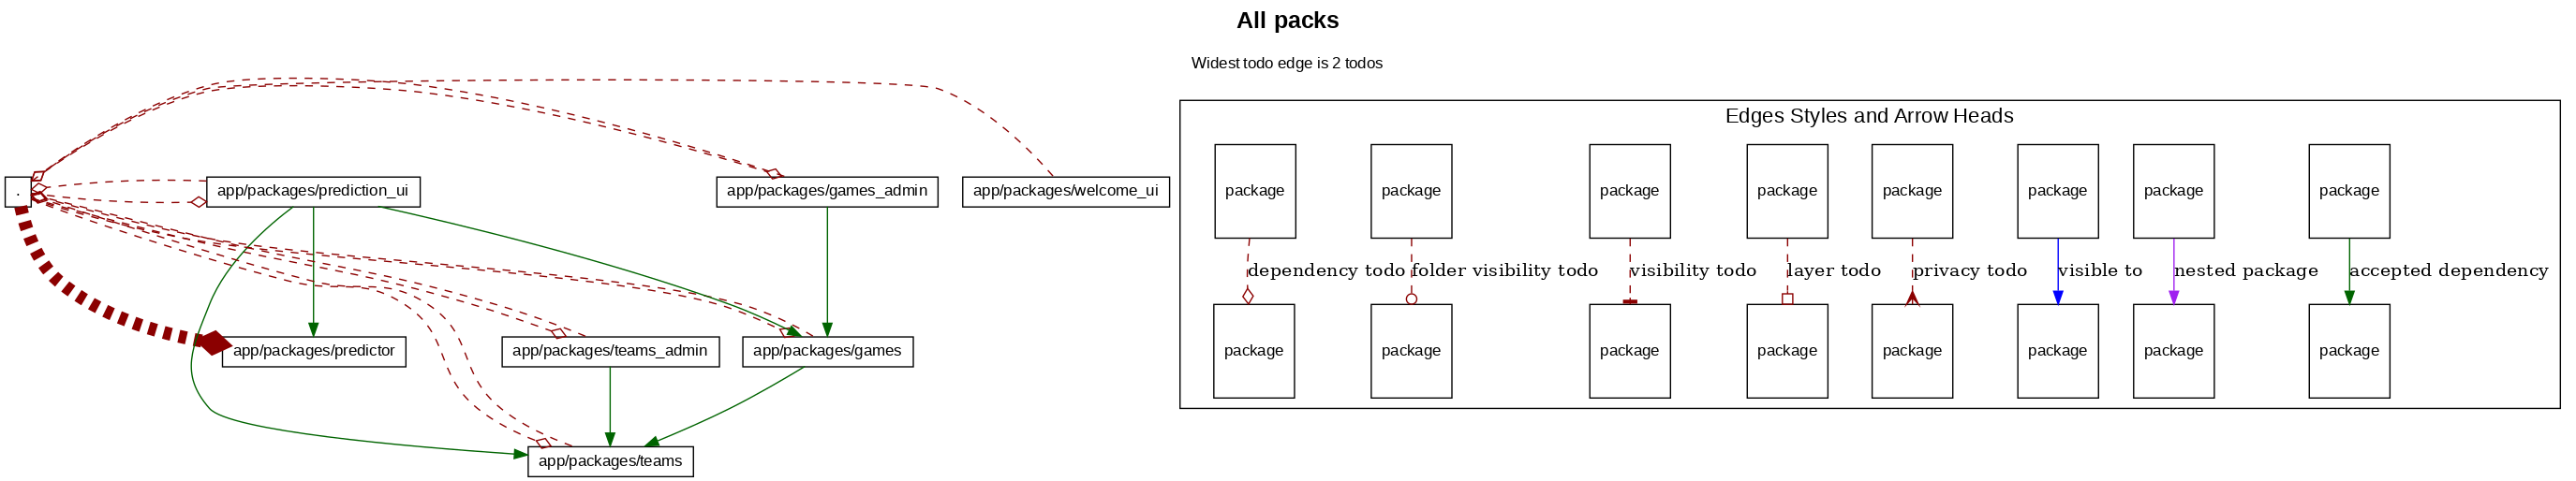 All packs
Widest todo edge is 2 todos
Edges Styles and Arrow Heads
.
app/packages/prediction_ui
app/packages/games_admin
app/packages/welcome_ui
app/packages/predictor
app/packages/teams_admin
app/packages/games
app/packages/teams
package
package
package
package
package
package
package
package
dependency todo
folder visibility todo
visibility todo
layer todo
privacy todo
visible to
nested package
accepted dependency
package
package
package
package
package
package
package
package